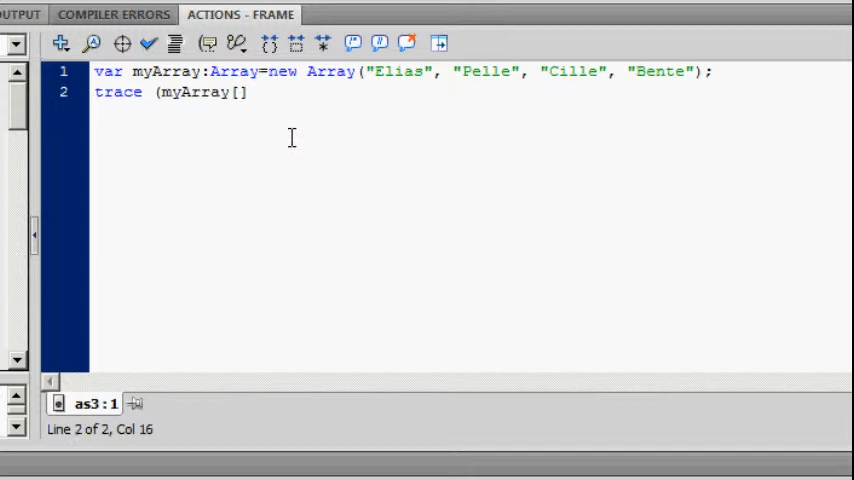 OUTPUT COMPILER ERRORS ACTIONS - FRAME
1 var myArray:Array=new Array("Elias", "Pelle", "Cille", "Bente");
2 trace (myArray[]
as3:1
Line 2 of 2, Col 16